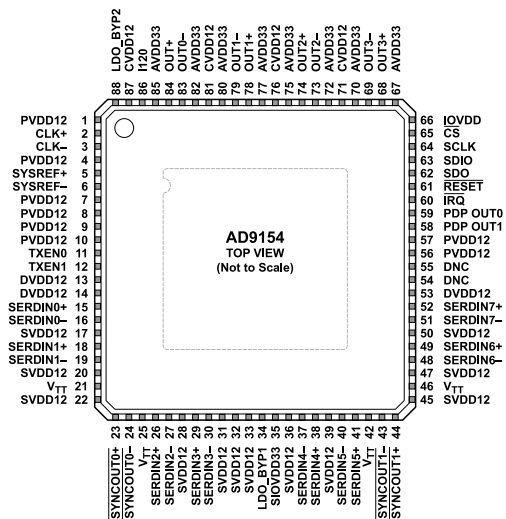 88 LDO_BYP2
87 CVDD12
86 I120
85 AVDD33
84 OUT+
83 OUT0–
82 AVDD33
81 CVDD12
80 AVDD33
79 OUT1–
78 OUT1+
77 AVDD33
76 CVDD12
75 AVDD33
74 OUT2+
73 OUT2–
72 AVDD33
71 CVDD12
70 AVDD33
69 OUT3–
68 OUT3+
67 AVDD33
PVDD12 1
CLK+ 2
CLK– 3
PVDD12 4
SYSREF+ 5
SYSREF– 6
PVDD12 7
PVDD12 8
PVDD12 9
PVDD12 10
TXEN0 11
TXEN1 12
DVDD12 13
DVDD12 14
SERDIN0+ 15
SERDIN0– 16
SVDD12 17
SERDIN1+ 18
SERDIN1– 19
SVDD12 20
VTT 21
SVDD12 22
AD9154
TOP VIEW
(Not to Scale)
66 IOVDD
65 CS
64 SCLK
63 SDIO
62 SDO
61 RESET
60 IRQ
59 PDP OUT0
58 PDP OUT1
57 PVDD12
56 PVDD12
55 DNC
54 DNC
53 DVDD12
52 SERDIN7+
51 SERDIN7–
50 SVDD12
49 SERDIN6+
48 SERDIN6–
47 SVDD12
46 VTT
45 SVDD12
SYNCOUT0+ 23
SYNCOUT0– 24
VTT 25
SERDIN2+ 26
SERDIN2– 27
SVDD12 28
SERDIN3+ 29
SERDIN3– 30
SVDD12 31
SVDD12 32
SVDD12 33
LDO_BYP1 34
SIOVDD33 35
SVDD12 36
SERDIN4– 37
SERDIN4+ 38
SVDD12 39
SERDIN5– 40
SERDIN5+ 41
VTT 42
SYNCOUT1– 43
SYNCOUT1+ 44